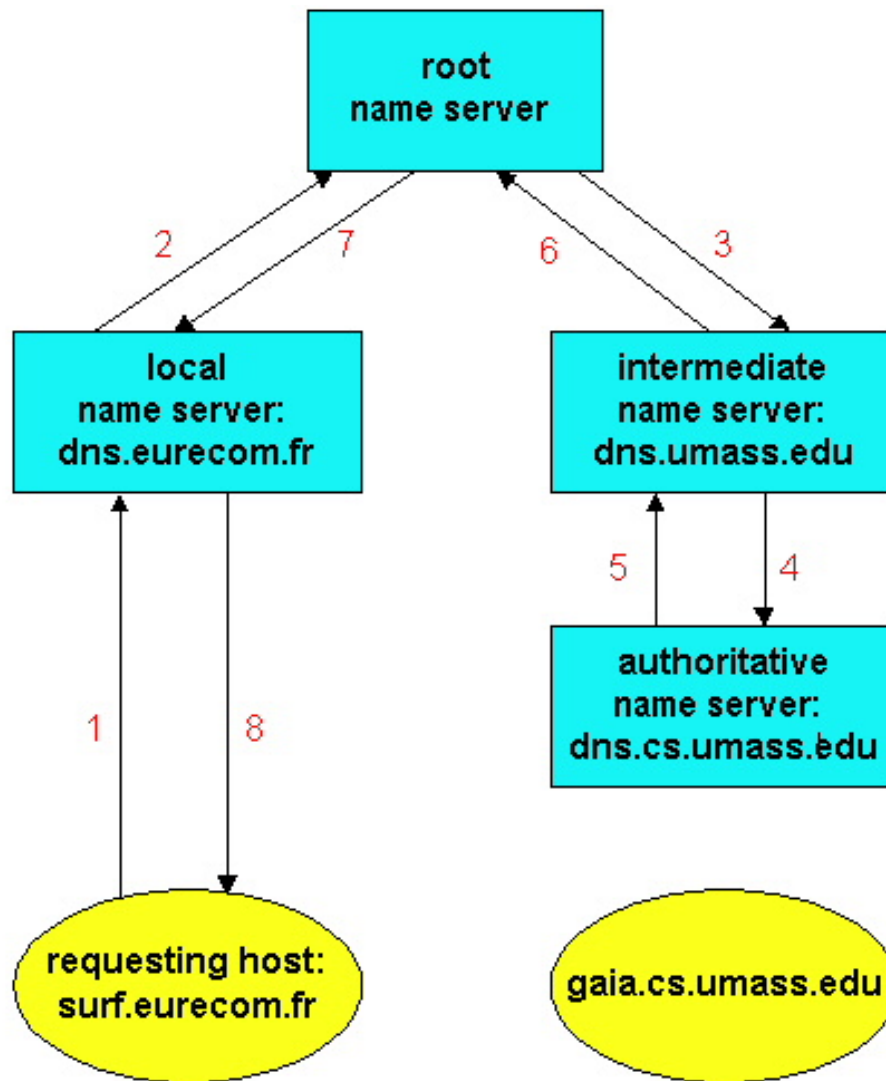 root
name server
2
7
6
3
local
name server:
dns.eurecom.fr
intermediate
name server:
dns.umass.edu
5
4
authoritative
name server:
dns.cs.umass.edu
1
8
requesting host:
surf.eurecom.fr
gaia.cs.umass.edu